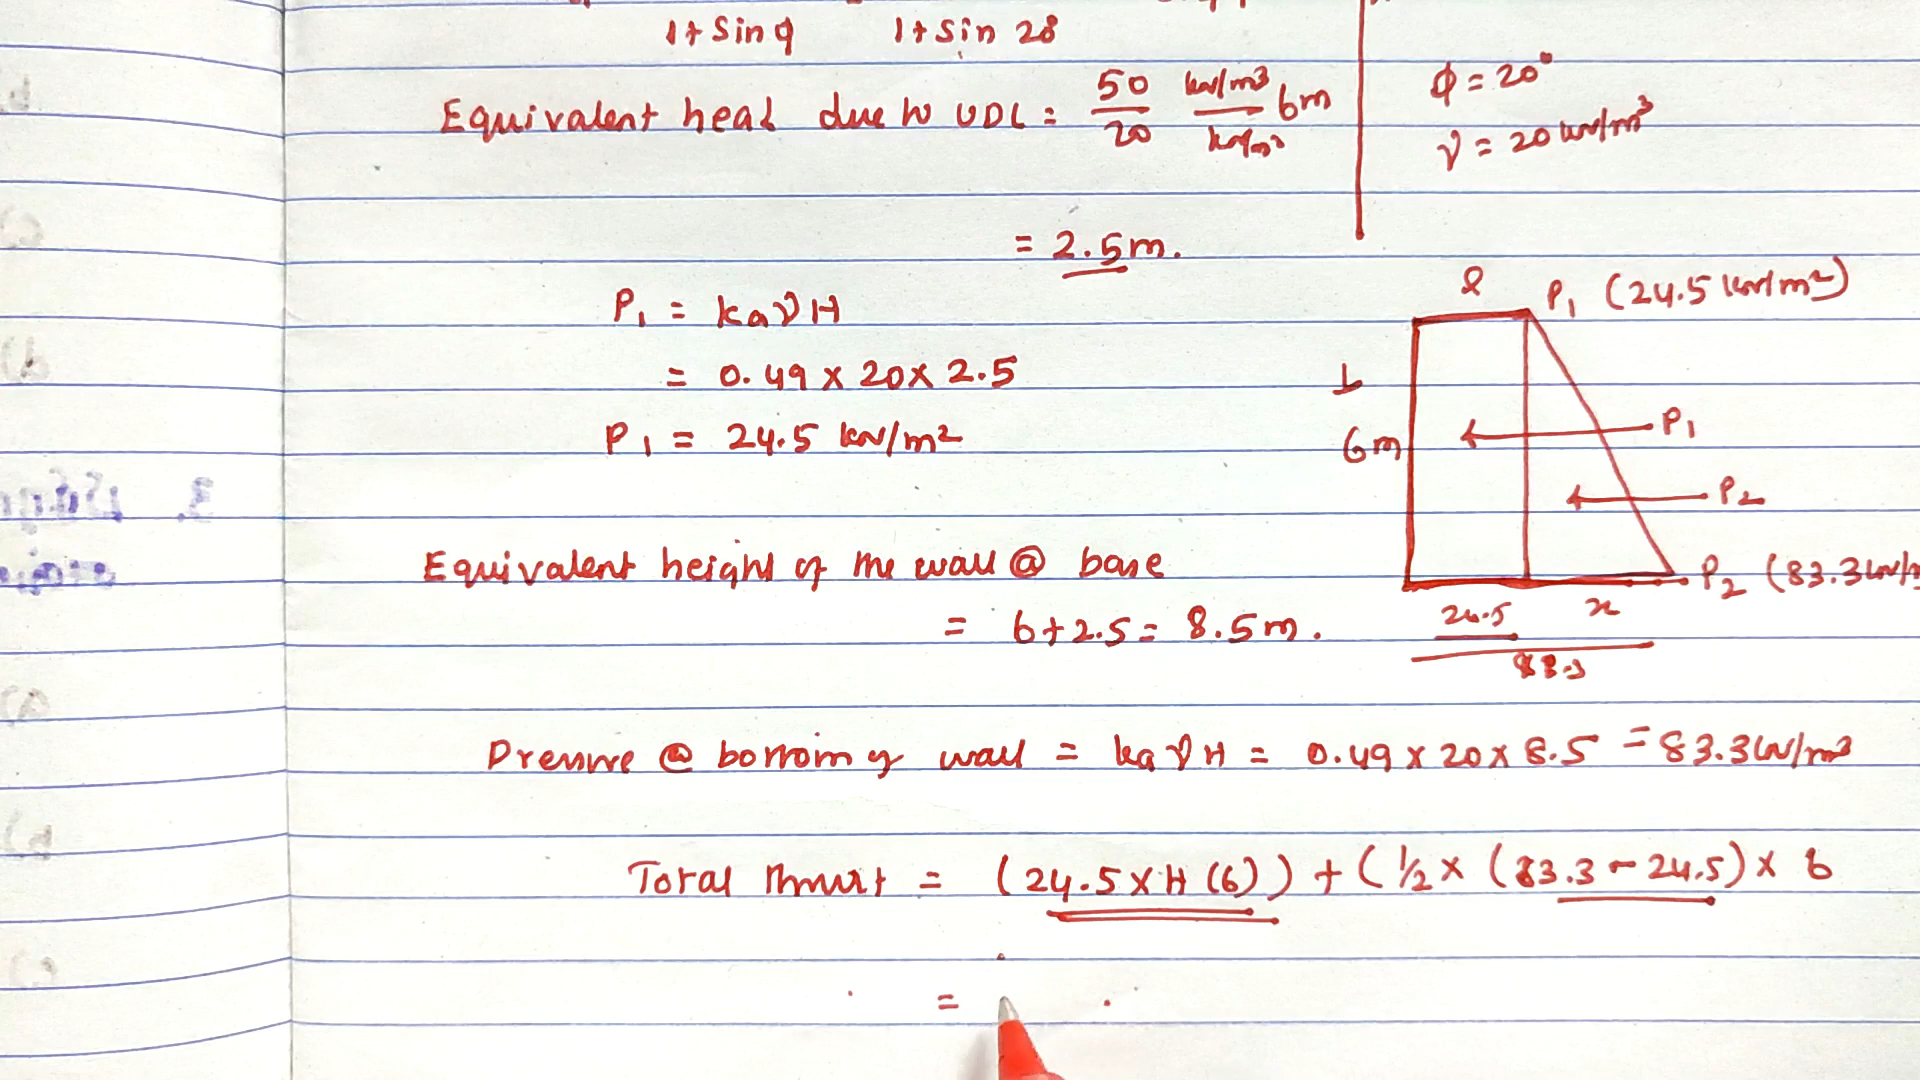 1+ Sin φ 1+ Sin 28
Equivalent head due to UDL = 50/20 kN/m³/kN/m² 6m
= 2.5m.
P₁ = kaγH
= 0.49 x 20 x 2.5
P₁ = 24.5 kN/m²
Equivalent height of the wall @ base
= 6+2.5 = 8.5m.
Pressure @ bottom of wall = kaγH = 0.49 x 20 x 8.5 = 83.3 kN/m³
Total thrust = (24.5 x H (6)) + (½ x (83.3 - 24.5) x 6
=
φ = 20°
γ = 20 kN/m³
P₁ (24.5 kN/m²)
6m
P₁
P₂
P₂ (83.3 kN/m
24.5 x
83.3
3.